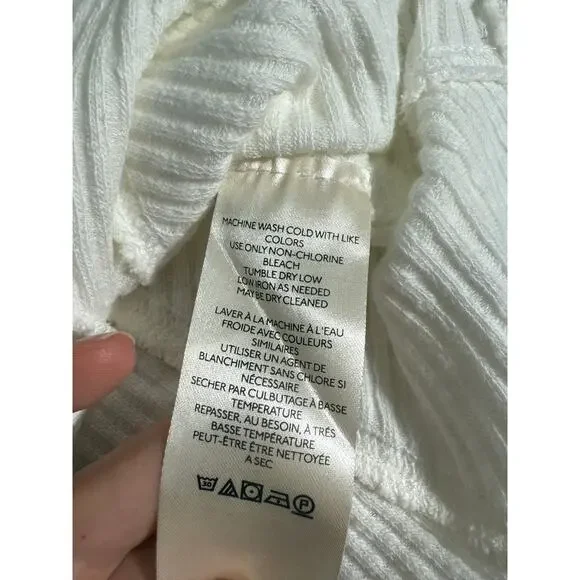 MACHINE WASH COLD WITH LIKE
COLORS
USE ONLY NON-CHLORINE
BLEACH
TUMBLE DRY LOW
LOW IRON AS NEEDED
MAY BE DRY CLEANED
LAVER À LA MACHINE À L'EAU
FROIDE AVEC COULEURS
SIMILAIRES
UTILISER UN AGENT DE
BLANCHIMENT SANS CHLORE SI
NÉCESSAIRE
SECHER PAR CULBUTAGE À BASSE
TEMPERATURE
REPASSER, AU BESOIN, À TRÉS
BASSE TEMPÉRATURE
PEUT-ÊTRE ÊTRE NETTOYÉE
A SEC
30 P